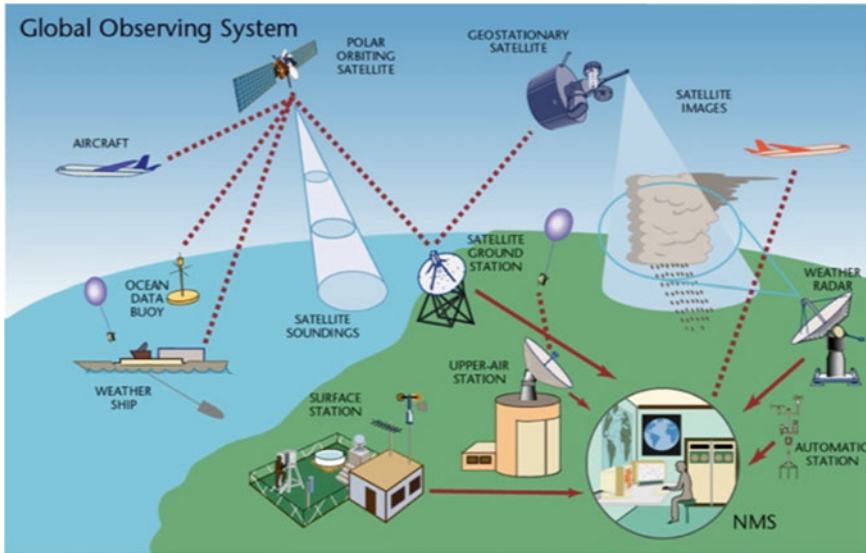 Global Observing System
POLAR
ORBITING
SATELLITE
GEOSTATIONARY
SATELLITE
SATELLITE
IMAGES
AIRCRAFT
OCEAN
DATA
BUOY
SATELLITE
SOUNDINGS
SATELLITE
GROUND
STATION
WEATHER
RADAR
WEATHER
SHIP
UPPER-AIR
STATION
SURFACE
STATION
AUTOMATIC
STATION
NMS